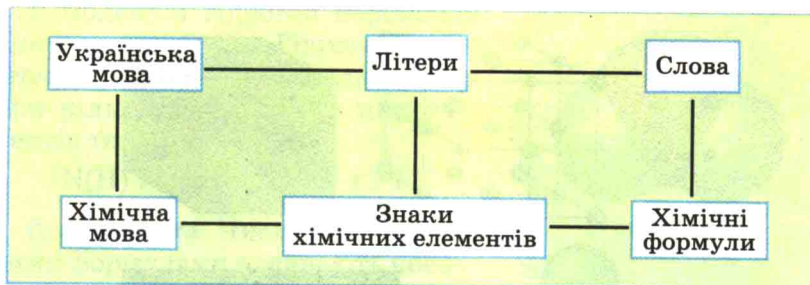 Українська
мова
Літери
Слова
Хімічна
мова
Знаки
хімічних елементів
Хімічні
формули